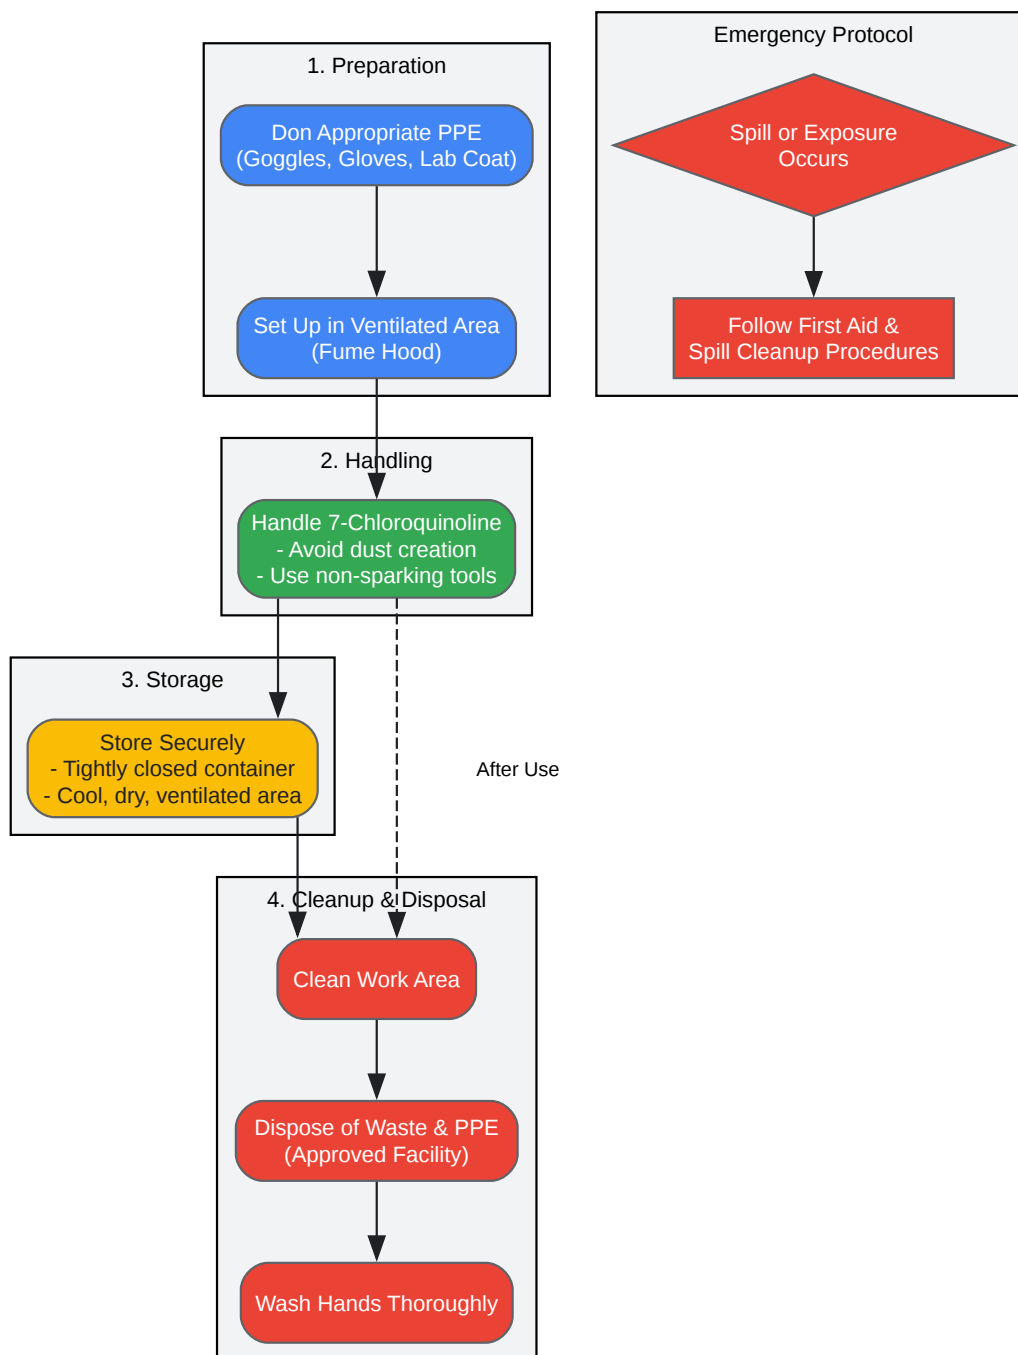 1. Preparation
Don Appropriate PPE
(Goggles, Gloves, Lab Coat)
Set Up in Ventilated Area
(Fume Hood)
Emergency Protocol
Spill or Exposure
Occurs
Follow First Aid &
Spill Cleanup Procedures
2. Handling
Handle 7-Chloroquinoline
- Avoid dust creation
- Use non-sparking tools
3. Storage
Store Securely
- Tightly closed container
- Cool, dry, ventilated area
After Use
4. Cleanup & Disposal
Clean Work Area
Dispose of Waste & PPE
(Approved Facility)
Wash Hands Thoroughly